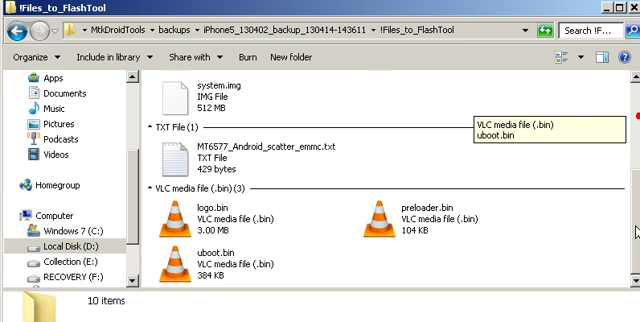 !Files_to_FlashTool
MtkDroidTools
backups
iPhone5_130402_backup_130414-143611
!Files_to_FlashTool
Search !F...
Organize
Include in library
Share with
Burn
New folder
Apps
Documents
Music
Pictures
Podcasts
Videos
Homegroup
Computer
Windows 7 (C:)
Local Disk (D:)
Collection (E:)
RECOVERY (F:)
system.img
IMG File
512 MB
TXT File (1)
VLC media file (.bin)
uboot.bin
MT6577_Android_scatter_emmc.txt
TXT File
429 bytes
VLC media file (.bin) (3)
logo.bin
VLC media file (.bin)
3.00 MB
preloader.bin
VLC media file (.bin)
104 KB
uboot.bin
VLC media file (.bin)
384 KB
10 items